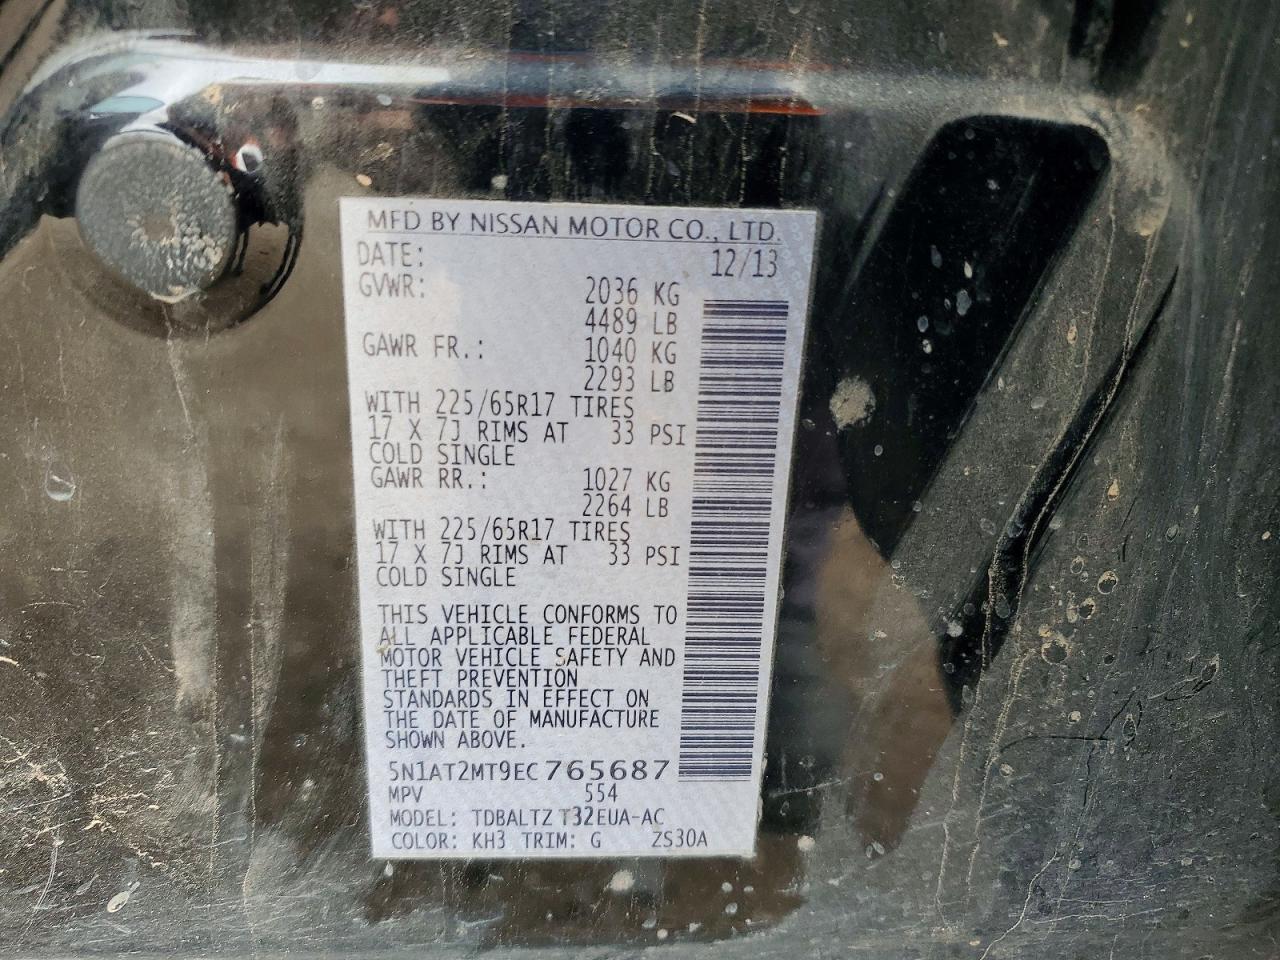 MFD BY NISSAN MOTOR CO., LTD.
DATE: 12/13
GVWR: 2036 KG
4489 LB
GAWR FR.: 1040 KG
2293 LB
WITH 225/65R17 TIRES
17 X 7J RIMS AT 33 PSI
COLD SINGLE
GAWR RR.: 1027 KG
2264 LB
WITH 225/65R17 TIRES
17 X 7J RIMS AT 33 PSI
COLD SINGLE
THIS VEHICLE CONFORMS TO
ALL APPLICABLE FEDERAL
MOTOR VEHICLE SAFETY AND
THEFT PREVENTION
STANDARDS IN EFFECT ON
THE DATE OF MANUFACTURE
SHOWN ABOVE.
5N1AT2MT9EC765687
MPV 554
MODEL: TDBALTZ T32EUA-AC
COLOR: KH3 TRIM: G ZS30A